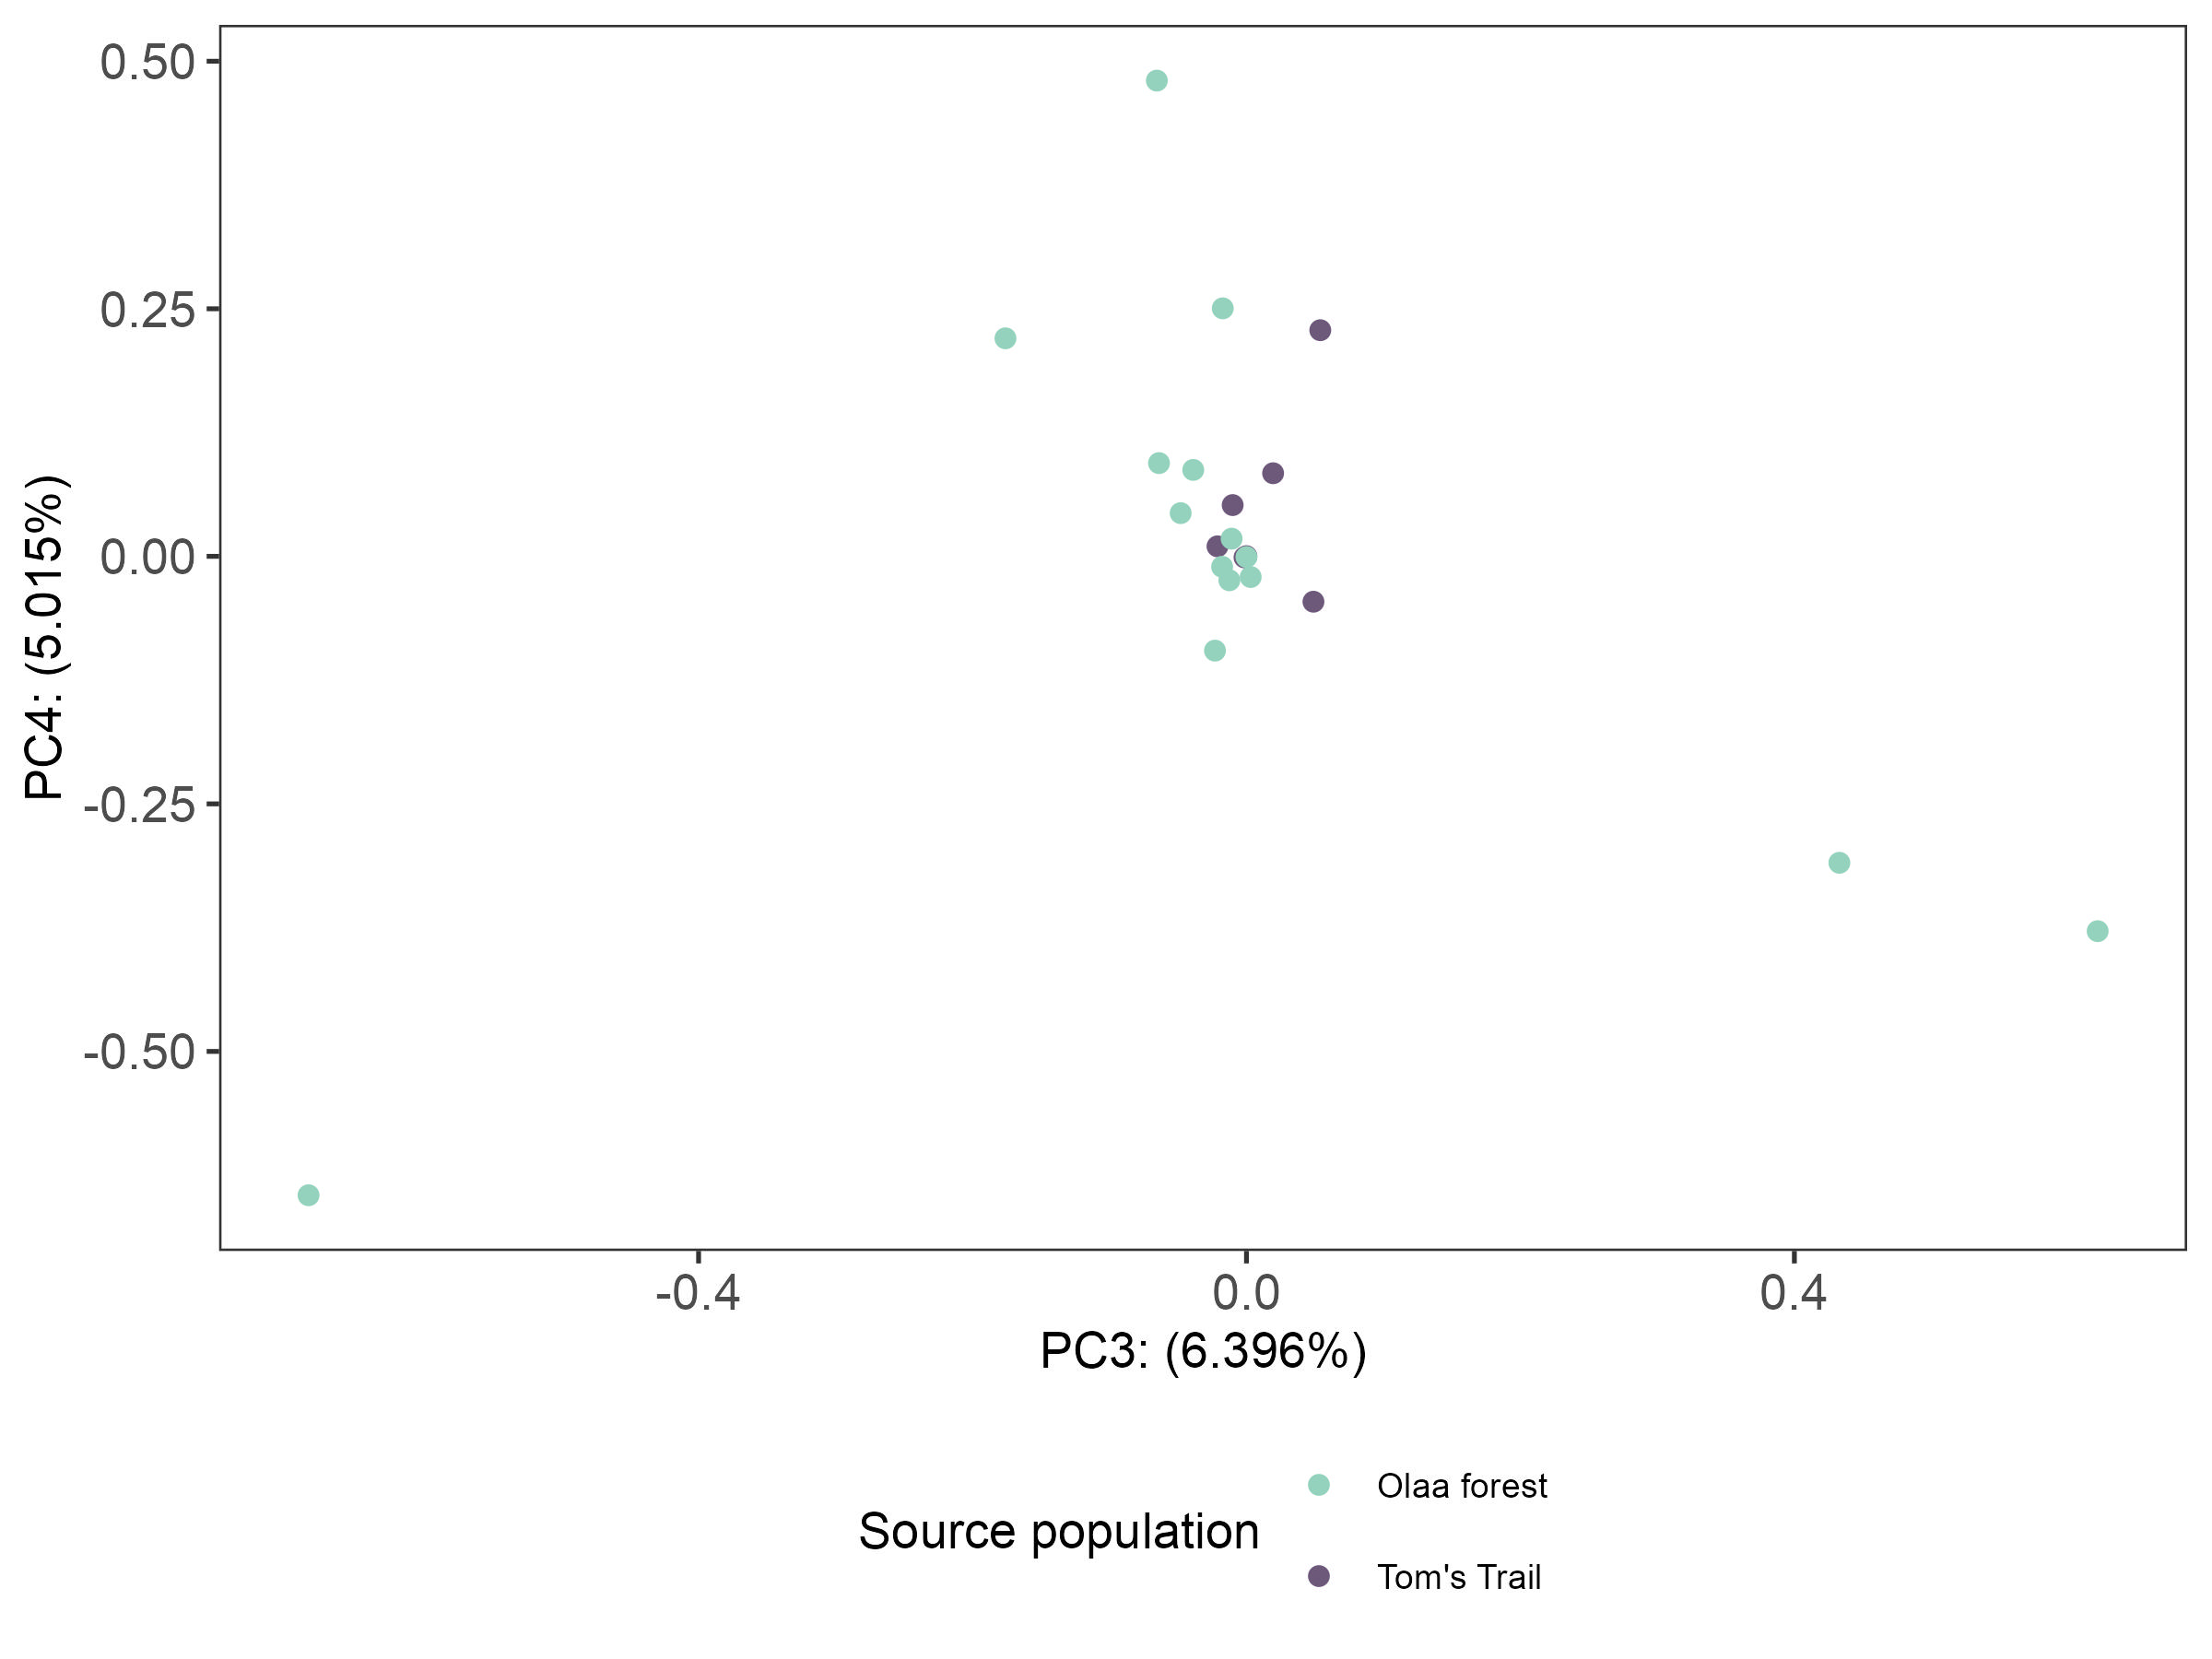 0.50
0.25
0.00
-0.25
-0.50
PC4: (5.015%)
-0.4
0.0
0.4
PC3: (6.396%)
Source population
Olaa forest
Tom's Trail